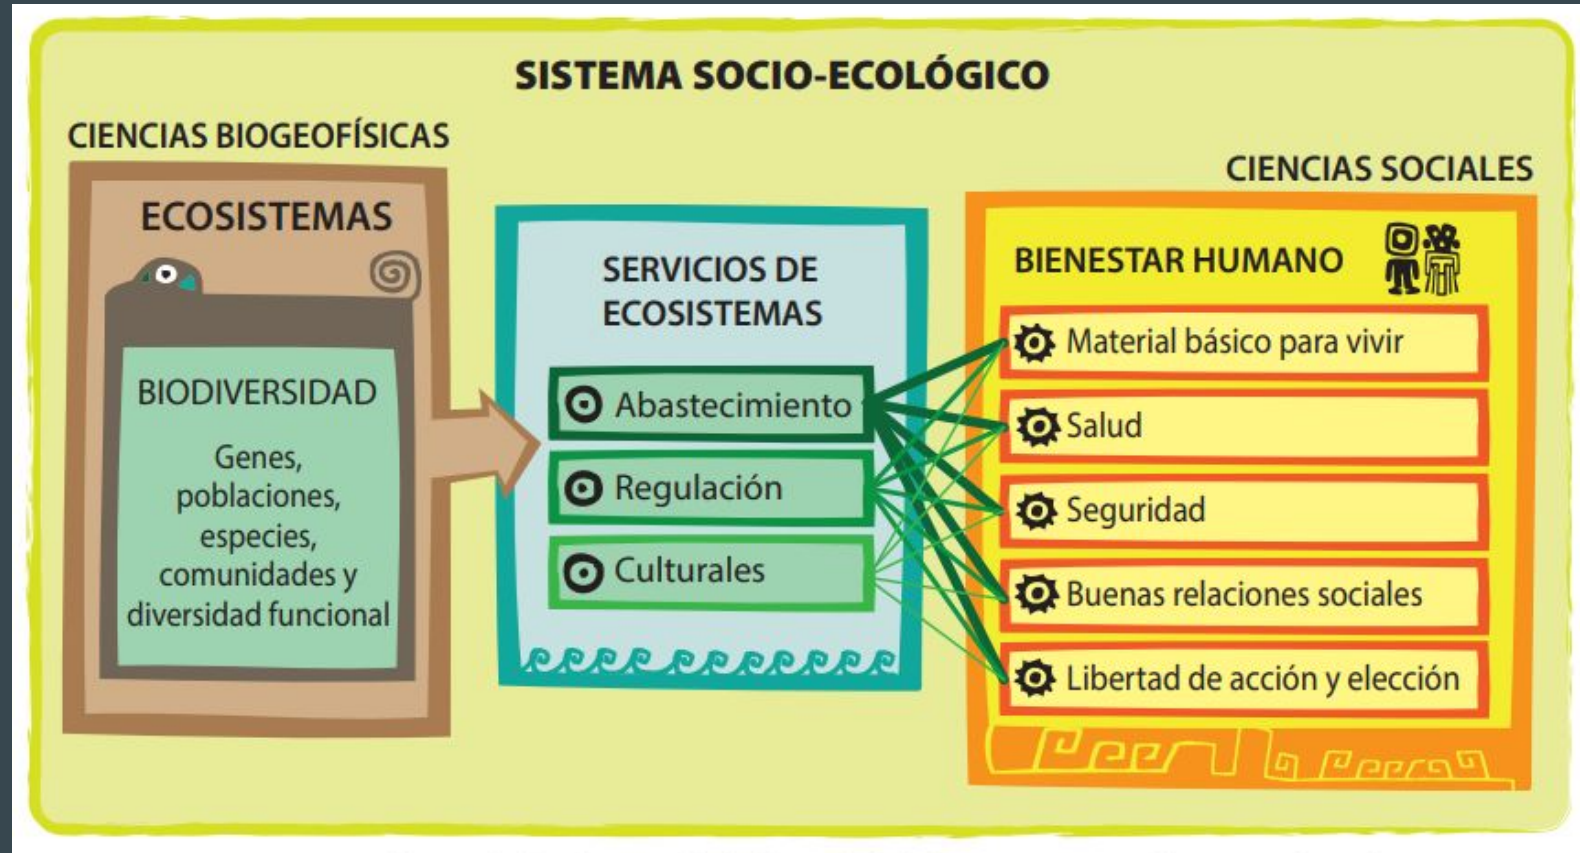 SISTEMA SOCIO-ECOLÓGICO
CIENCIAS BIOGEOFÍSICAS
ECOSISTEMAS
BIODIVERSIDAD
Genes,
poblaciones,
especies,
comunidades y
diversidad funcional
SERVICIOS DE
ECOSISTEMAS
Abastecimiento
Regulación
Culturales
CIENCIAS SOCIALES
BIENESTAR HUMANO
Material básico para vivir
Salud
Seguridad
Buenas relaciones sociales
Libertad de acción y elección